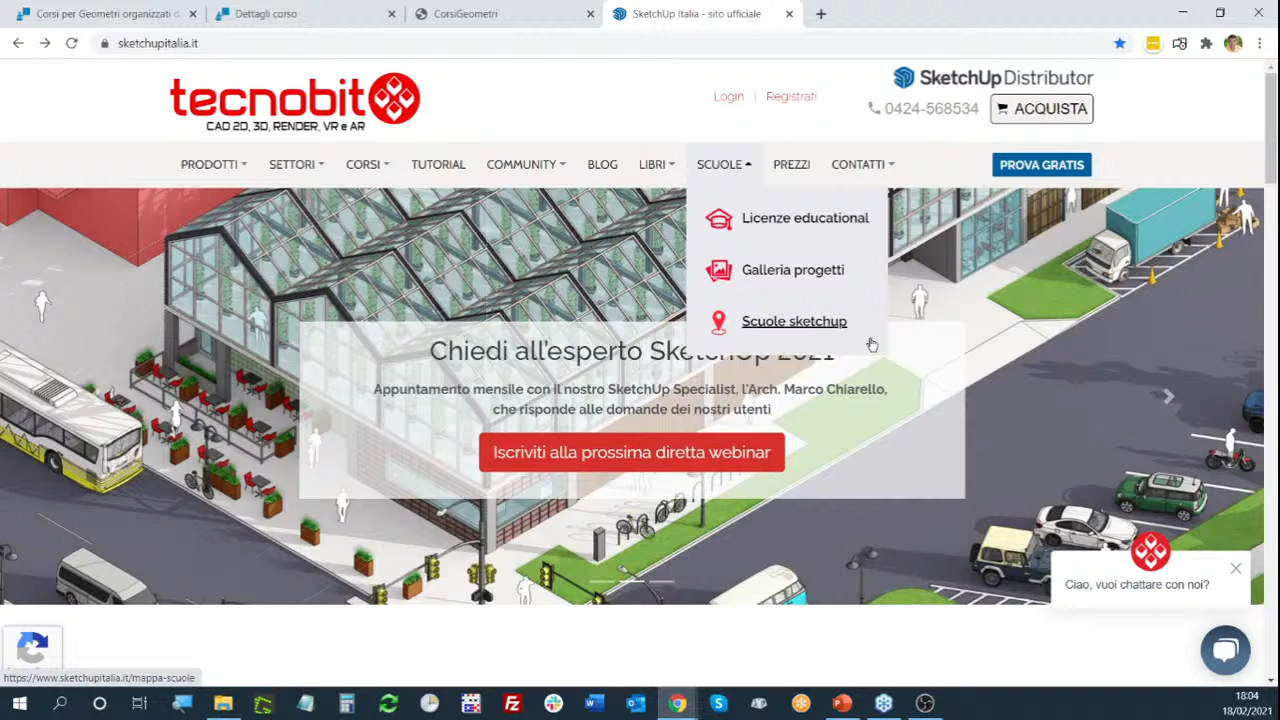 Corsi per Geometri organizzati d
Dettagli corso
CorsiGeometri
SketchUp Italia - sito ufficiale
sketchupitalia.it
tecnobit
CAD 2D, 3D, RENDER, VR e AR
Login | Registrati
SketchUp Distributor
0424-568534
ACQUISTA
PRODOTTI
SETTORI
CORSI
TUTORIAL
COMMUNITY
BLOG
LIBRI
SCUOLE
PREZZI
CONTATTI
PROVA GRATIS
Licenze educational
Galleria progetti
Scuole sketchup
Chiedi all'esperto SketchUp 2021
Appuntamento mensile con il nostro SketchUp Specialist, l'Arch. Marco Chiarello,
che risponde alle domande dei nostri utenti
Iscriviti alla prossima diretta webinar
Ciao, vuoi chattare con noi?
https://www.sketchupitalia.it/mappa-scuole
18:04
18/02/2021